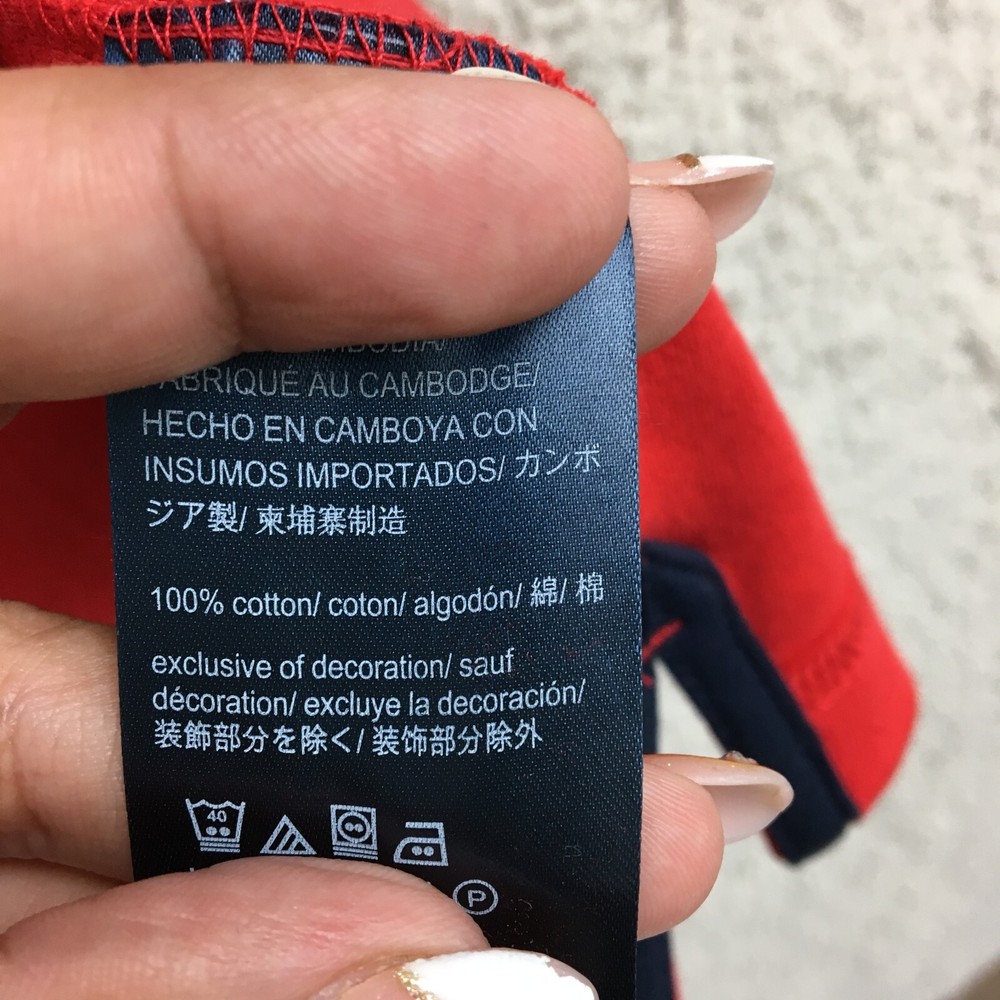 CAMBODIA/
FABRIQUÉ AU CAMBODGE/
HECHO EN CAMBOYA CON
INSUMOS IMPORTADOS/ カンボ
ジア製/ 柬埔寨制造
100% cotton/ coton/ algodón/ 綿/ 棉
exclusive of decoration/ sauf
décoration/ excluye la decoración/
装飾部分を除く/ 装饰部分除外
40
P